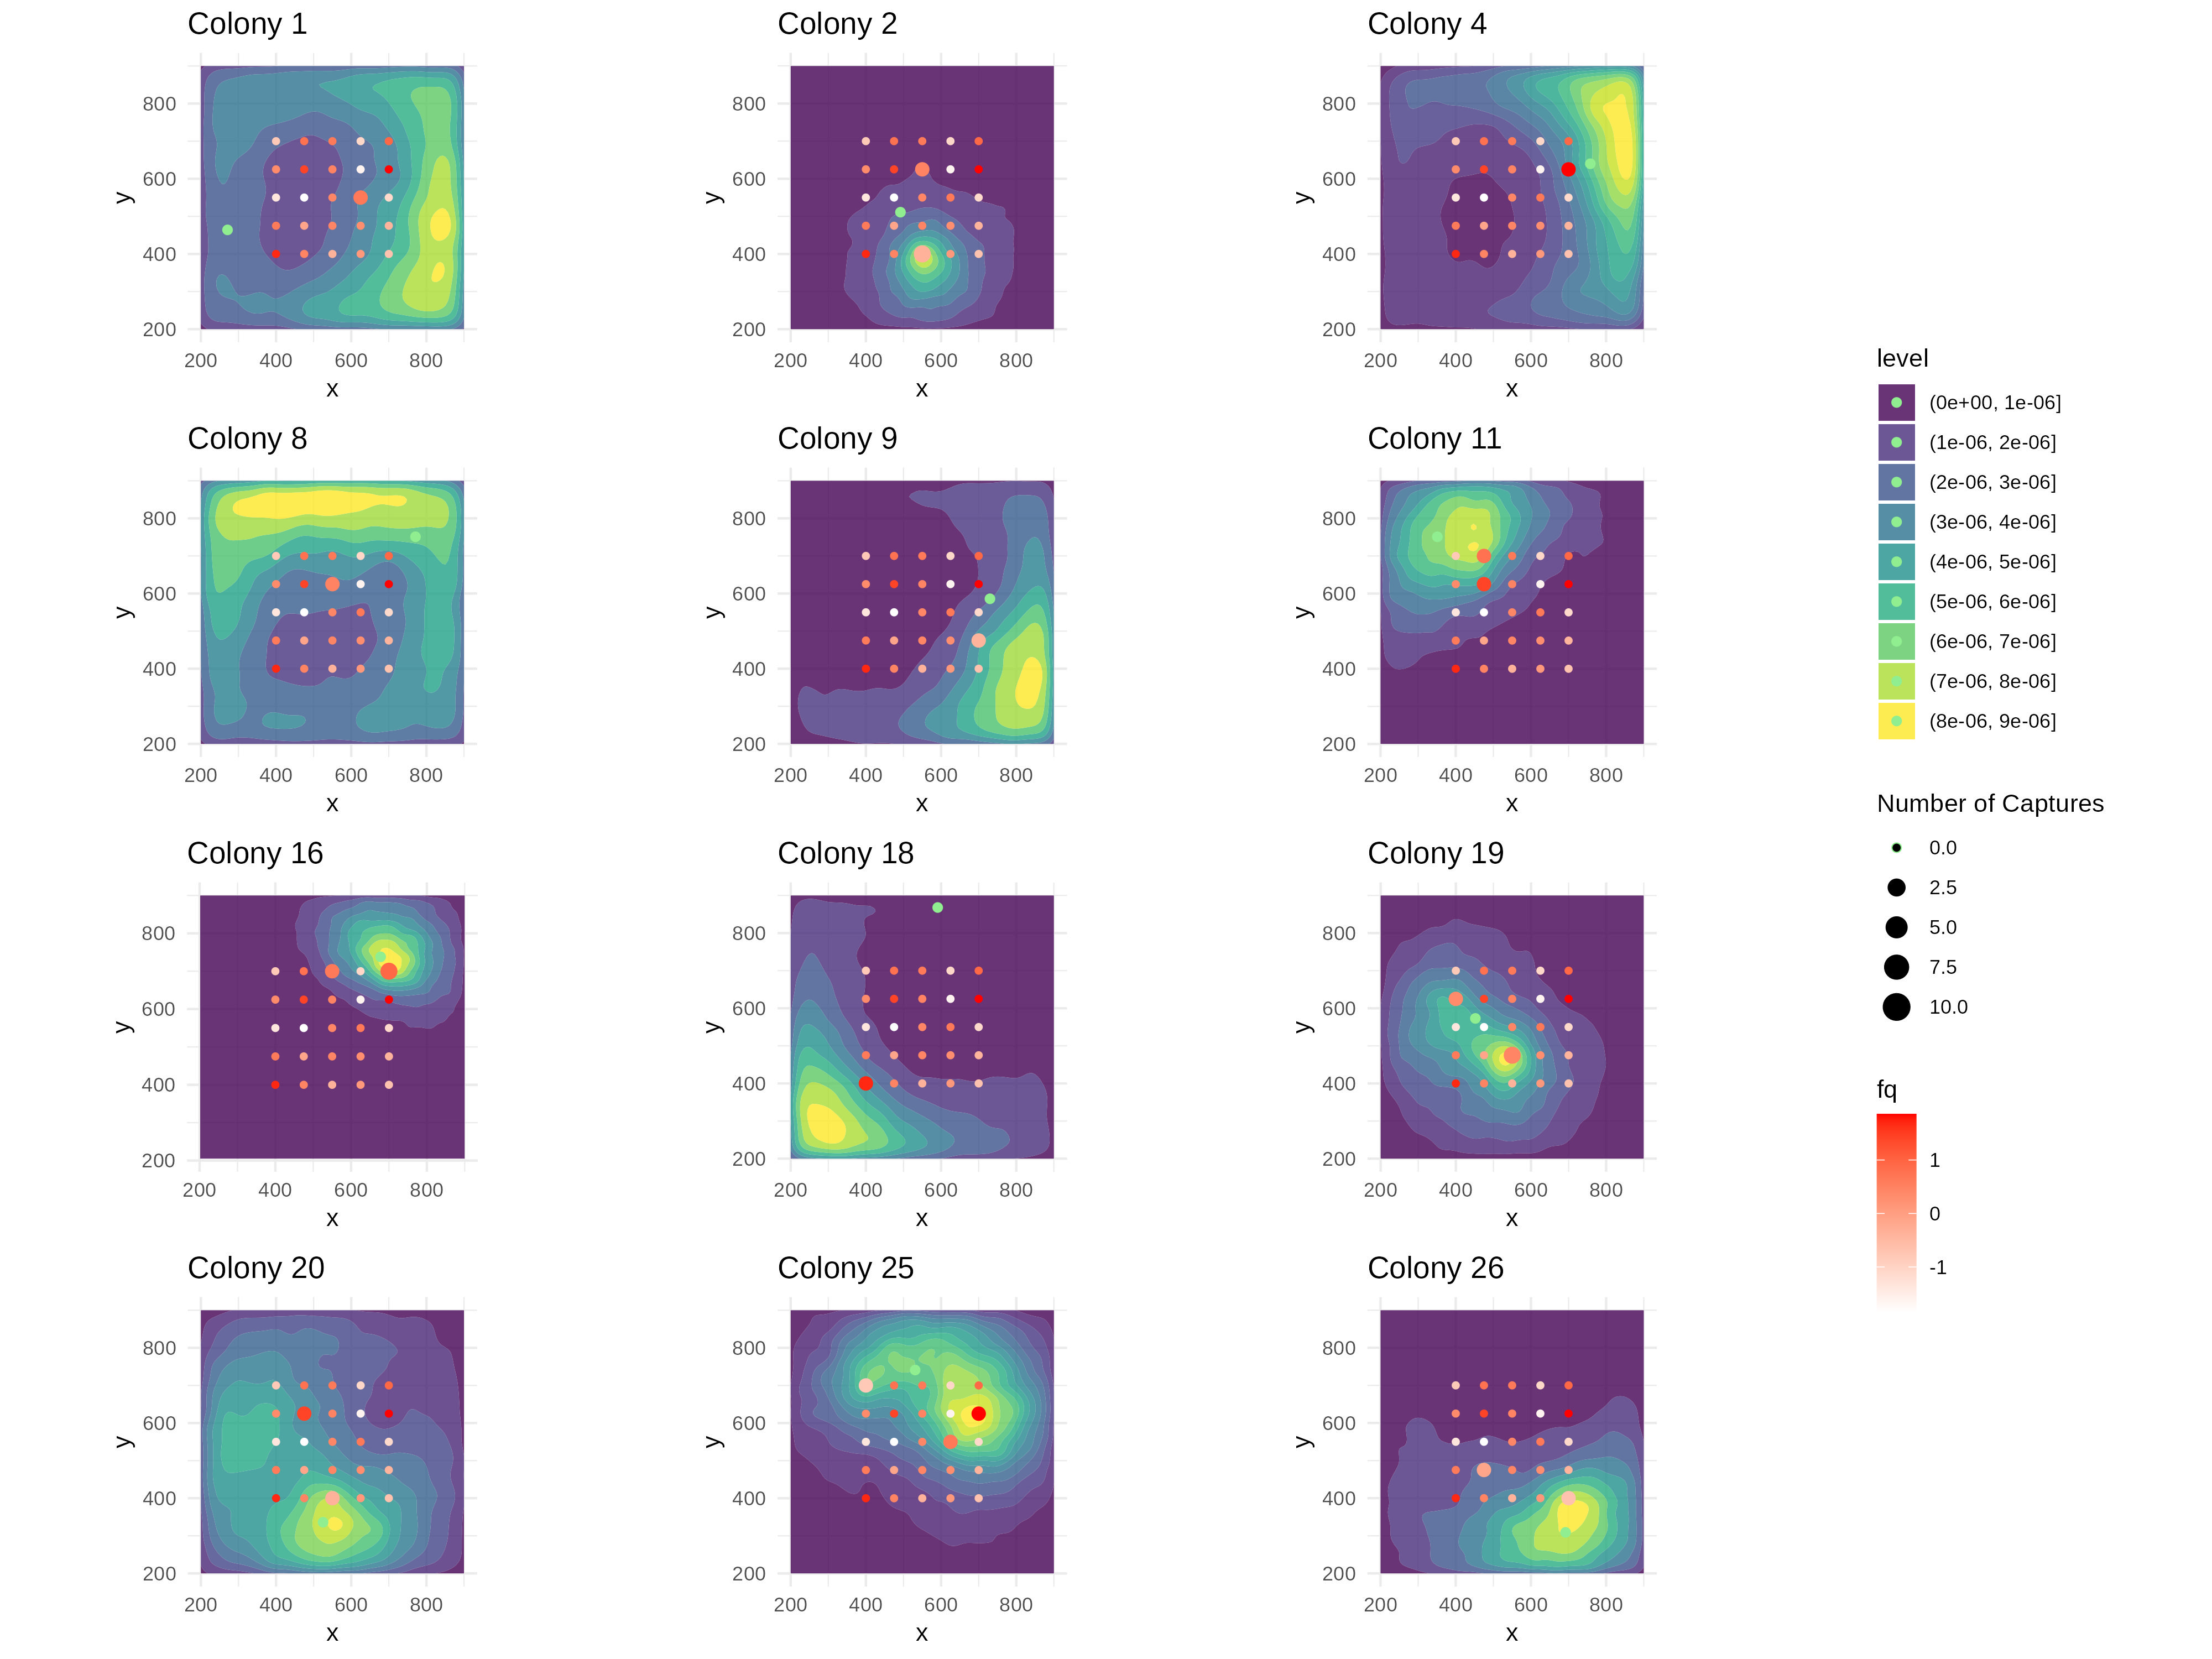 Colony 1
800
600
400
200
y
200 400 600 800
x
Colony 2
800
600
400
200
y
200 400 600 800
x
Colony 4
800
600
400
200
y
200 400 600 800
x
Colony 8
800
600
400
200
y
200 400 600 800
x
Colony 9
800
600
400
200
y
200 400 600 800
x
Colony 11
800
600
400
200
y
200 400 600 800
x
Colony 16
800
600
400
200
y
200 400 600 800
x
Colony 18
800
600
400
200
y
200 400 600 800
x
Colony 19
800
600
400
200
y
200 400 600 800
x
Colony 20
800
600
400
200
y
200 400 600 800
x
Colony 25
800
600
400
200
y
200 400 600 800
x
Colony 26
800
600
400
200
y
200 400 600 800
x
level
(0e+00, 1e-06]
(1e-06, 2e-06]
(2e-06, 3e-06]
(3e-06, 4e-06]
(4e-06, 5e-06]
(5e-06, 6e-06]
(6e-06, 7e-06]
(7e-06, 8e-06]
(8e-06, 9e-06]
Number of Captures
0.0
2.5
5.0
7.5
10.0
fq
1
0
-1